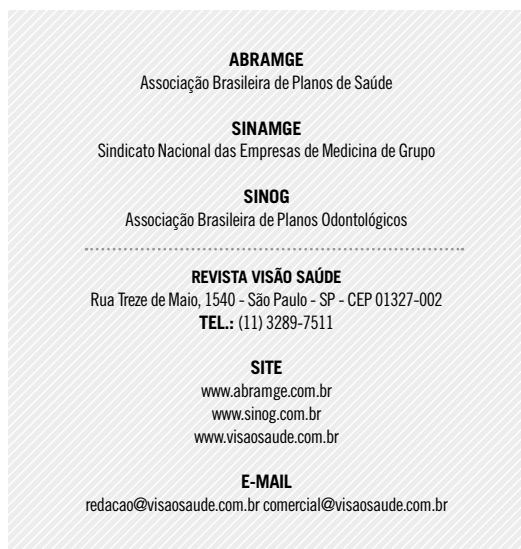 ABRAMGE
Associação Brasileira de Planos de Saúde
SINAMGE
Sindicato Nacional das Empresas de Medicina de Grupo
SINOG
Associação Brasileira de Planos Odontológicos
REVISTA VISÃO SAÚDE
Rua Treze de Maio, 1540 - São Paulo - SP - CEP 01327-002
TEL.: (11) 3289-7511
SITE
www.abramge.com.br
www.sinog.com.br
www.visaosaude.com.br
E-MAIL
redacao@visaosaude.com.br comercial@visaosaude.com.br